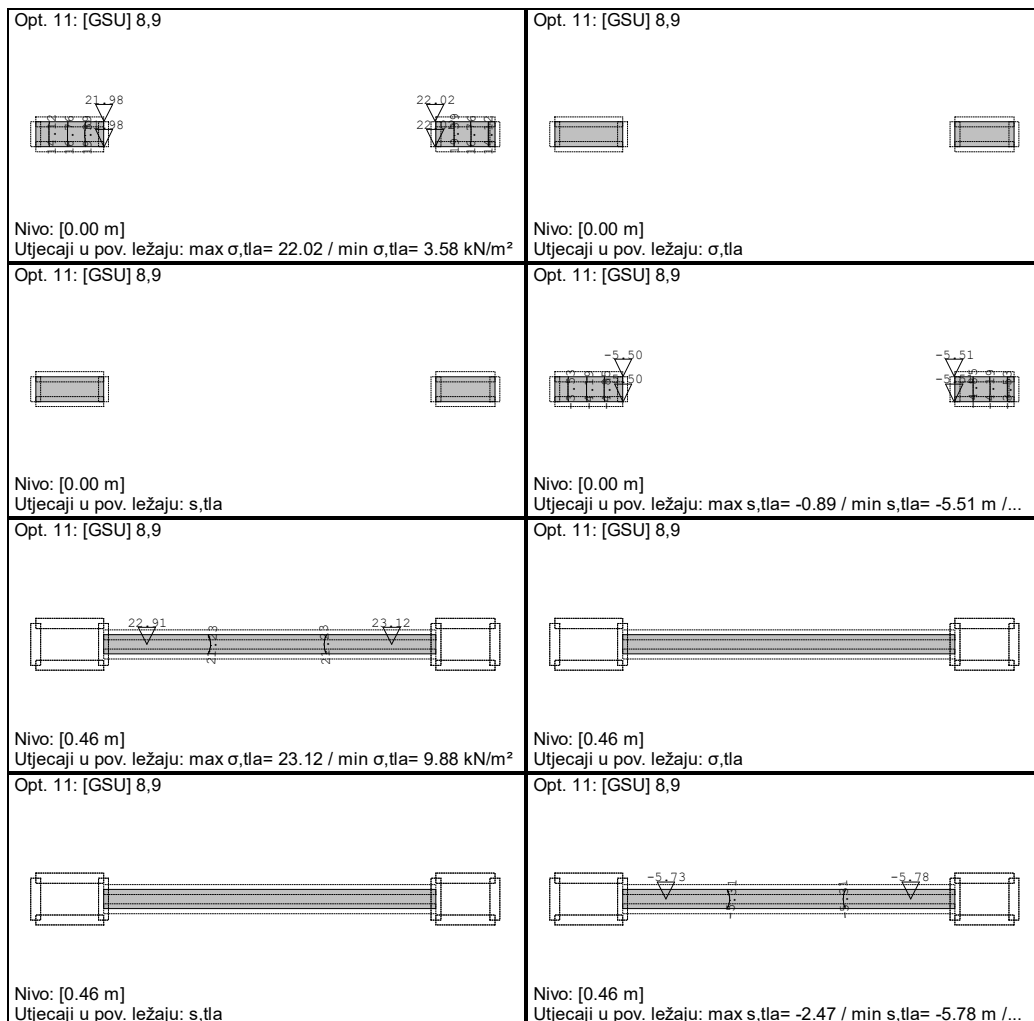 Opt. 11: [GSU] 8,9
21.98
22.02
Nivo: [0.00 m]
Utjecaji u pov. ležaju: max σ,tla= 22.02 / min σ,tla= 3.58 kN/m²
Opt. 11: [GSU] 8,9
Nivo: [0.00 m]
Utjecaji u pov. ležaju: σ,tla
Opt. 11: [GSU] 8,9
Nivo: [0.00 m]
Utjecaji u pov. ležaju: s,tla
Opt. 11: [GSU] 8,9
-5.50
-5.51
Nivo: [0.00 m]
Utjecaji u pov. ležaju: max s,tla= -0.89 / min s,tla= -5.51 m /...
Opt. 11: [GSU] 8,9
22.91
23.12
Nivo: [0.46 m]
Utjecaji u pov. ležaju: max σ,tla= 23.12 / min σ,tla= 9.88 kN/m²
Opt. 11: [GSU] 8,9
Nivo: [0.46 m]
Utjecaji u pov. ležaju: σ,tla
Opt. 11: [GSU] 8,9
Nivo: [0.46 m]
Utjecaji u pov. ležaju: s,tla
Opt. 11: [GSU] 8,9
-5.73
-5.78
Nivo: [0.46 m]
Utjecaji u pov. ležaju: max s,tla= -2.47 / min s,tla= -5.78 m /...